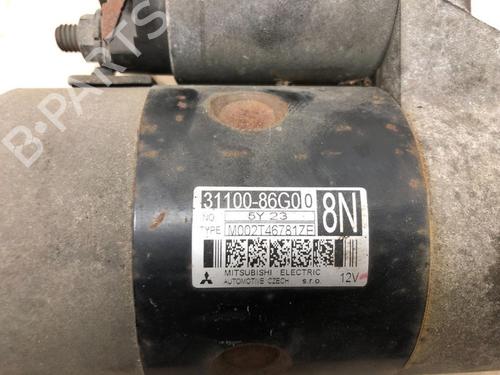 31100-86G00
8N
NO. 5Y 23
TYPE M002T46781ZE
MITSUBISHI ELECTRIC
AUTOMOTIVE CZECH s.r.o. 12V
B-PARTS